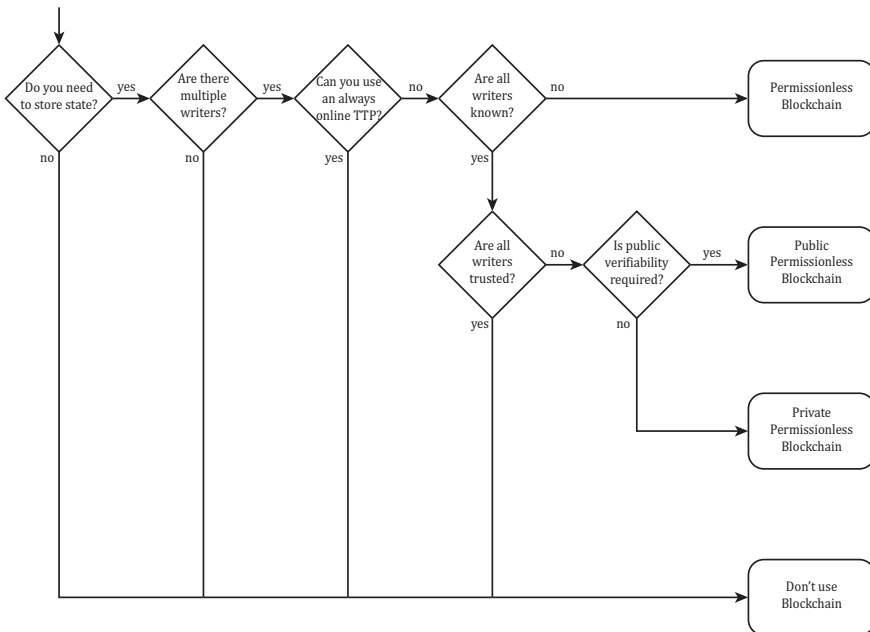 Do you need
to store state?
yes
no
Are there
multiple
writers?
yes
no
Can you use
an always
online TTP?
no
yes
Are all
writers
known?
no
yes
Permissionless
Blockchain
Are all
writers
trusted?
no
yes
Is public
verifiability
required?
yes
no
Public
Permissionless
Blockchain
Private
Permissionless
Blockchain
Don't use
Blockchain